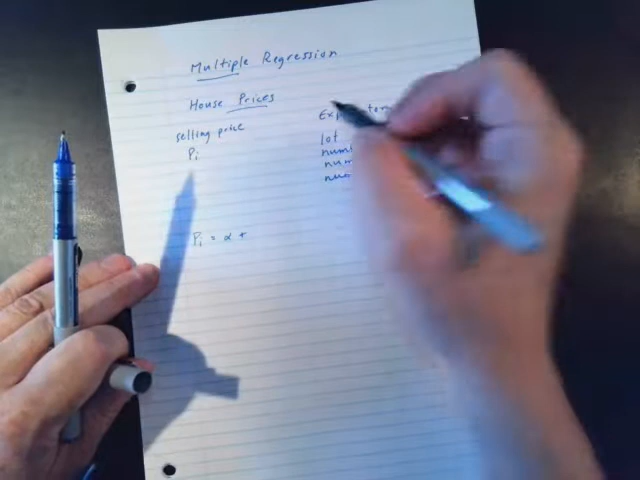 Multiple Regression
House Prices
selling price
Pi
lot
Pi = α +